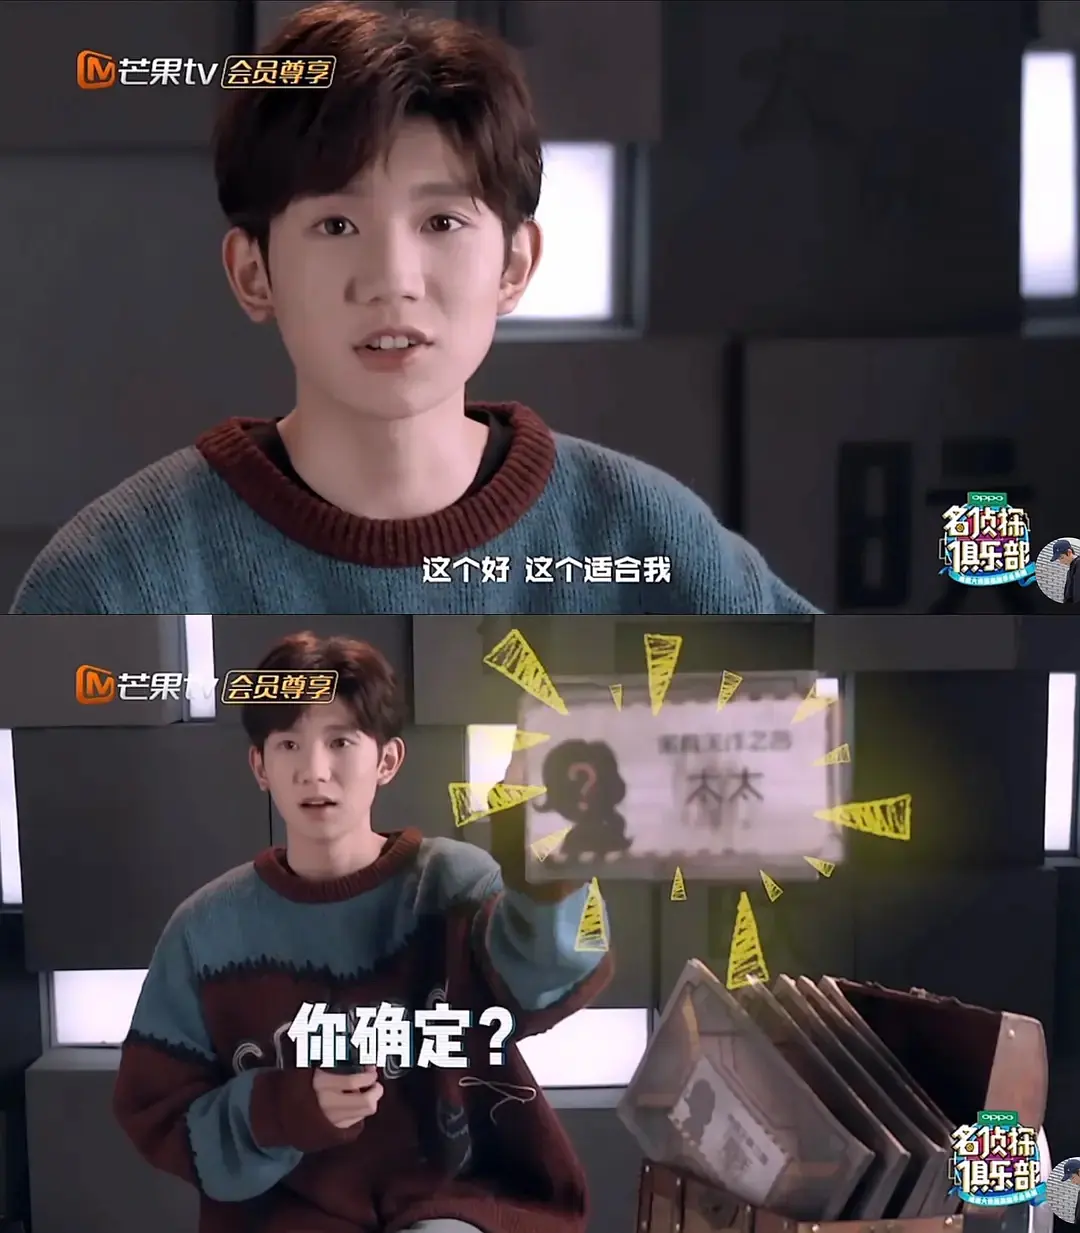 芒果tv 会员尊享
这个好 这个适合我
oppo
名侦探
俱乐部
芒果tv 会员尊享
?
太太
你确定?
oppo
名侦探
俱乐部